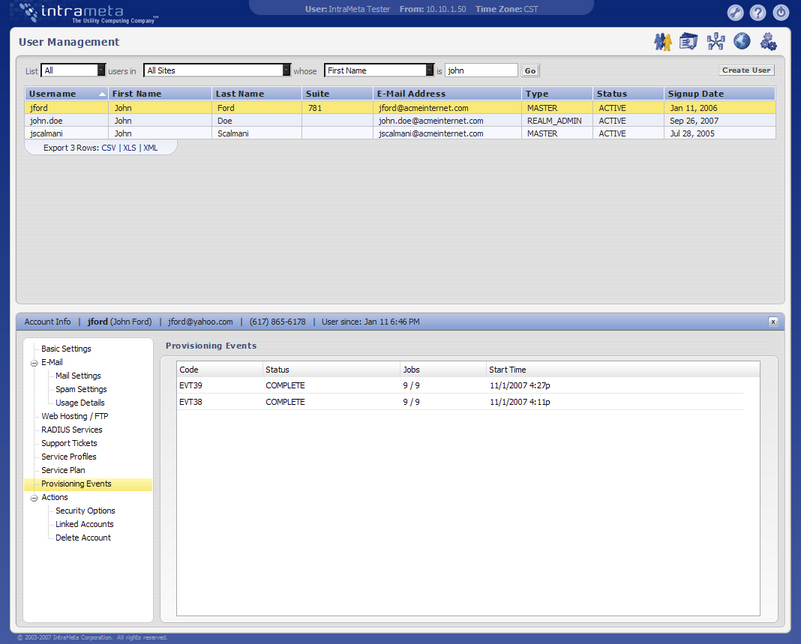 intrameta
The Utility Computing Company
User: IntraMeta Tester From: 10.10.1.50 Time Zone: CST
User Management
List All users in All Sites whose First Name is john Go Create User
Username First Name Last Name Suite E-Mail Address Type Status Signup Date
jford John Ford 781 jford@acmeinternet.com MASTER ACTIVE Jan 11, 2006
john.doe John Doe john.doe@acmeinternet.com REALM_ADMIN ACTIVE Sep 26, 2007
jscalmani John Scalmani jscalmani@acmeinternet.com MASTER ACTIVE Jul 28, 2005
Export 3 Rows: CSV | XLS | XML
Account Info | jford (John Ford) | jford@yahoo.com | (617) 865-6178 | User since: Jan 11 6:46 PM x
Basic Settings
E-Mail
Mail Settings
Spam Settings
Usage Details
Web Hosting / FTP
RADIUS Services
Support Tickets
Service Profiles
Service Plan
Provisioning Events
Actions
Security Options
Linked Accounts
Delete Account
Provisioning Events
Code Status Jobs Start Time
EVT39 COMPLETE 9 / 9 11/1/2007 4:27p
EVT38 COMPLETE 9 / 9 11/1/2007 4:11p
© 2003-2007 IntraMeta Corporation. All rights reserved.